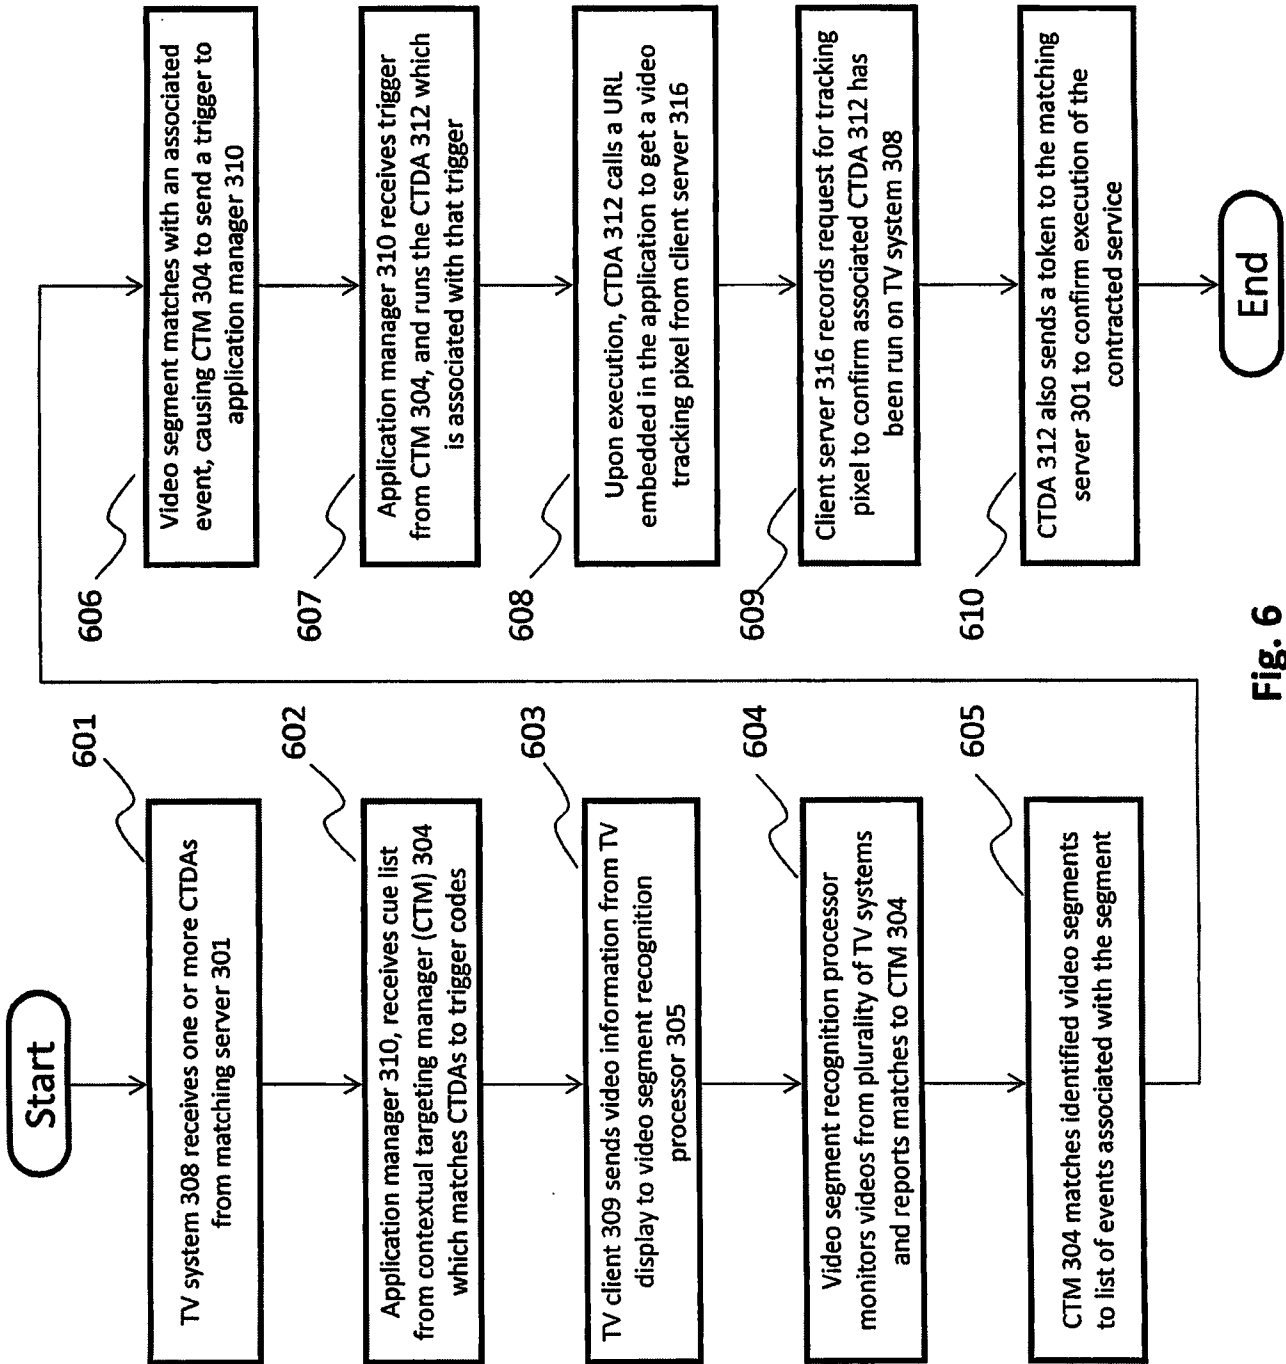 Start
601
TV system 308 receives one or more CTDAs
from matching server 301
602
Application manager 310, receives cue list
from contextual targeting manager (CTM) 304
which matches CTDAs to trigger codes
603
TV client 309 sends video information from TV
display to video segment recognition
processor 305
604
Video segment recognition processor
monitors videos from plurality of TV systems
and reports matches to CTM 304
605
CTM 304 matches identified video segments
to list of events associated with the segment
606
Video segment matches with an associated
event, causing CTM 304 to send a trigger to
application manager 310
607
Application manager 310 receives trigger
from CTM 304, and runs the CTDA 312 which
is associated with that trigger
608
Upon execution, CTDA 312 calls a URL
embedded in the application to get a video
tracking pixel from client server 316
609
Client server 316 records request for tracking
pixel to confirm associated CTDA 312 has
been run on TV system 308
610
CTDA 312 also sends a token to the matching
server 301 to confirm execution of the
contracted service
End
Fig. 6